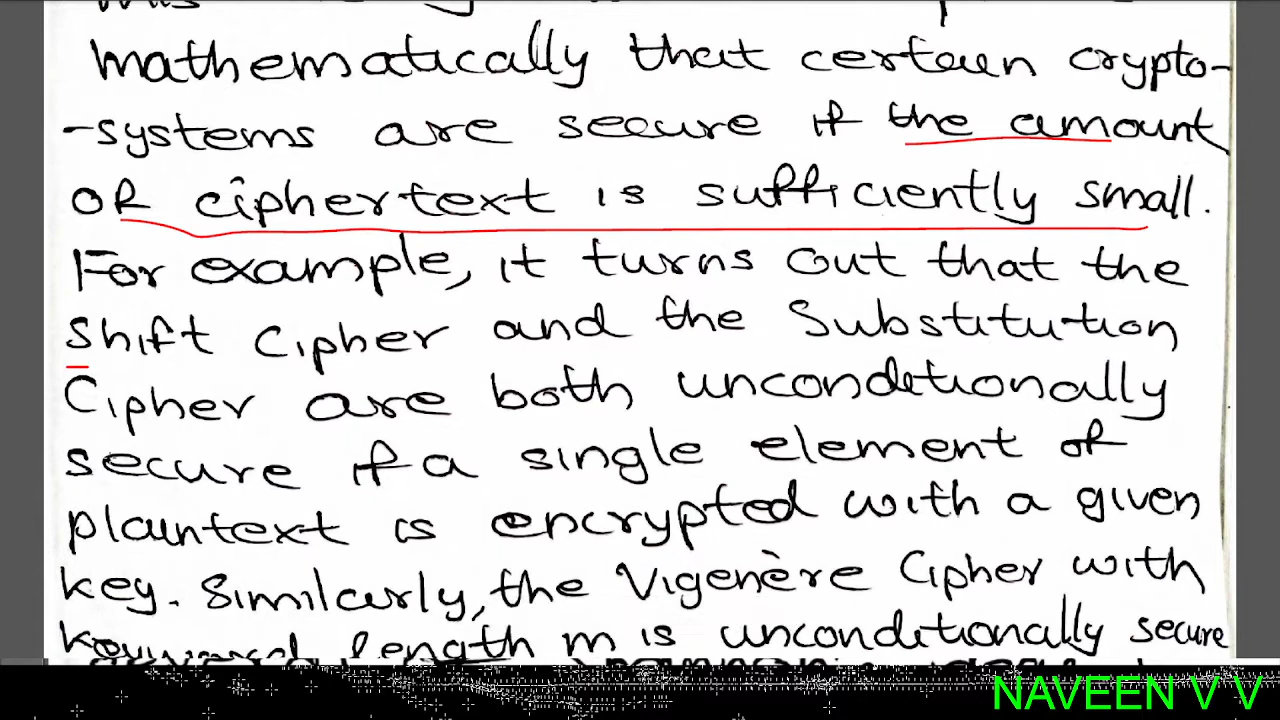 mathematically that certain crypto-
-systems are secure if the amount
of ciphertext is sufficiently small.
For example, it turns out that the
Shift Cipher and the Substitution
Cipher are both unconditionally
secure if a single element of
plaintext is encrypted with a given
key. Similarly, the Vigenère Cipher with
keyword length m is unconditionally secure
NAVEEN V V